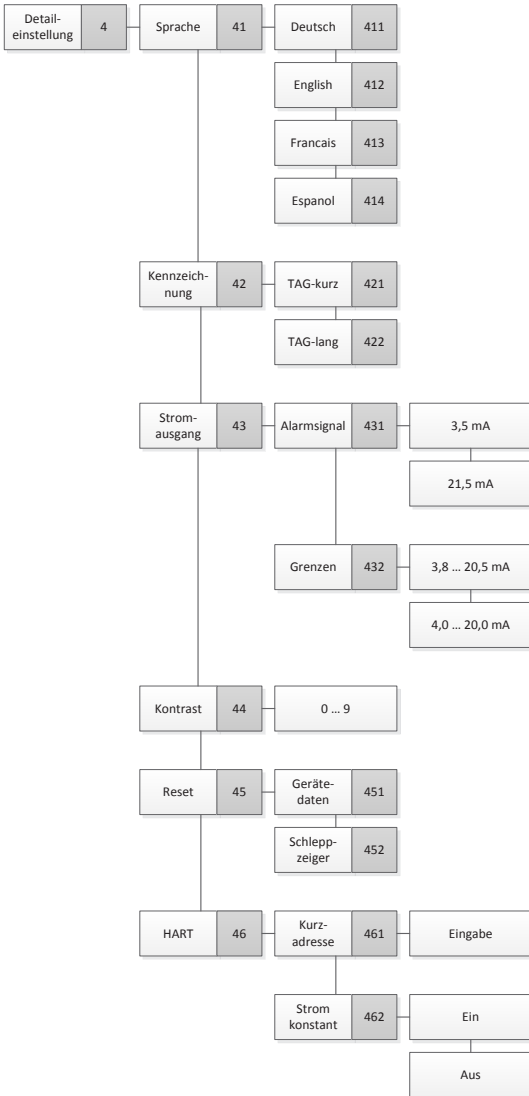 Detail-
einstellung
4
Sprache
41
Deutsch
411
English
412
Francais
413
Espanol
414
Kennzeich-
nung
42
TAG-kurz
421
TAG-lang
422
Strom-
ausgang
43
Alarmsignal
431
3,5 mA
21,5 mA
Grenzen
432
3,8 ... 20,5 mA
4,0 ... 20,0 mA
Kontrast
44
0 ... 9
Reset
45
Geräte-
daten
451
Schlepp-
zeiger
452
HART
46
Kurz-
adresse
461
Eingabe
Strom
konstant
462
Ein
Aus